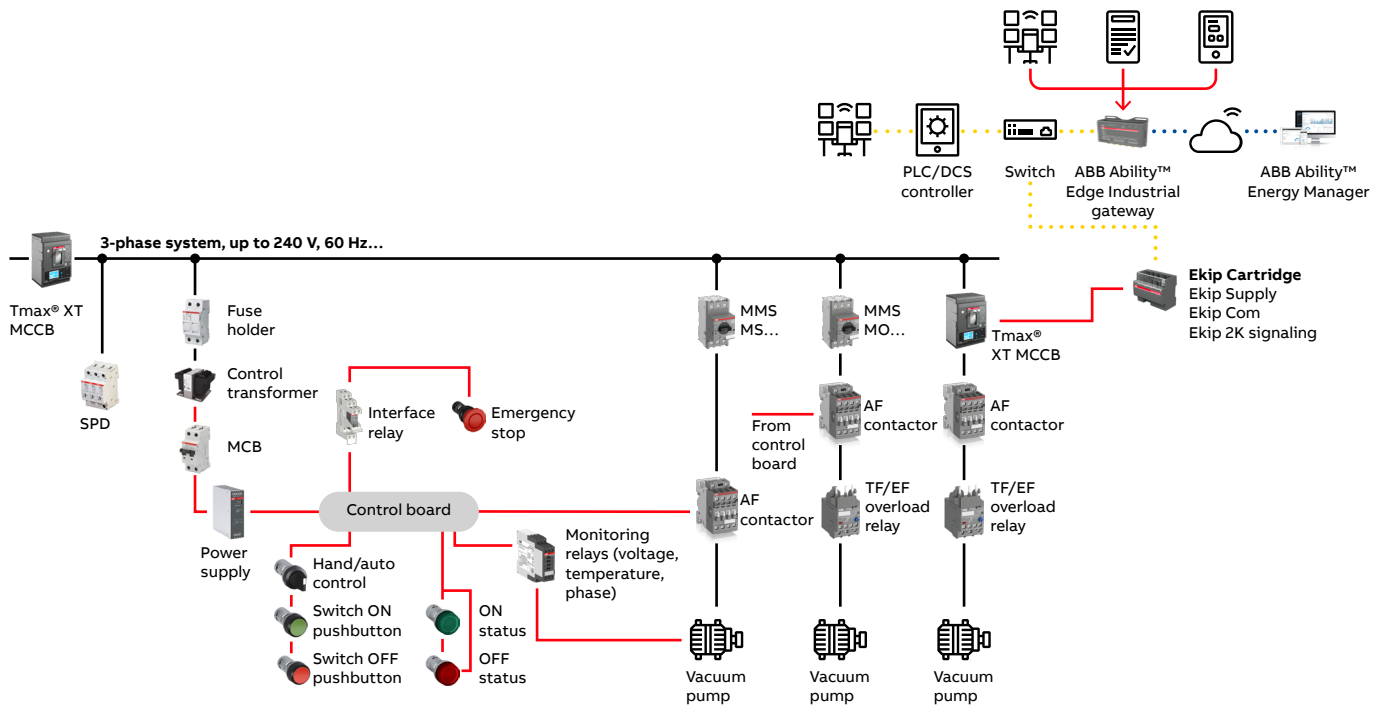 PLC/DCS
controller
Switch
ABB Ability™
Edge Industrial
gateway
ABB Ability™
Energy Manager
3-phase system, up to 240 V, 60 Hz...
Tmax® XT
MCCB
SPD
Fuse
holder
Control
transformer
MCB
Power
supply
Interface
relay
Emergency
stop
Control board
Hand/auto
control
Switch ON
pushbutton
Switch OFF
pushbutton
ON
status
OFF
status
Monitoring
relays (voltage,
temperature,
phase)
MMS
MS...
AF
contactor
Vacuum
pump
MMS
MO...
From
control
board
AF
contactor
TF/EF
overload
relay
Vacuum
pump
Tmax®
XT MCCB
AF
contactor
TF/EF
overload
relay
Vacuum
pump
Ekip Cartridge
Ekip Supply
Ekip Com
Ekip 2K signaling